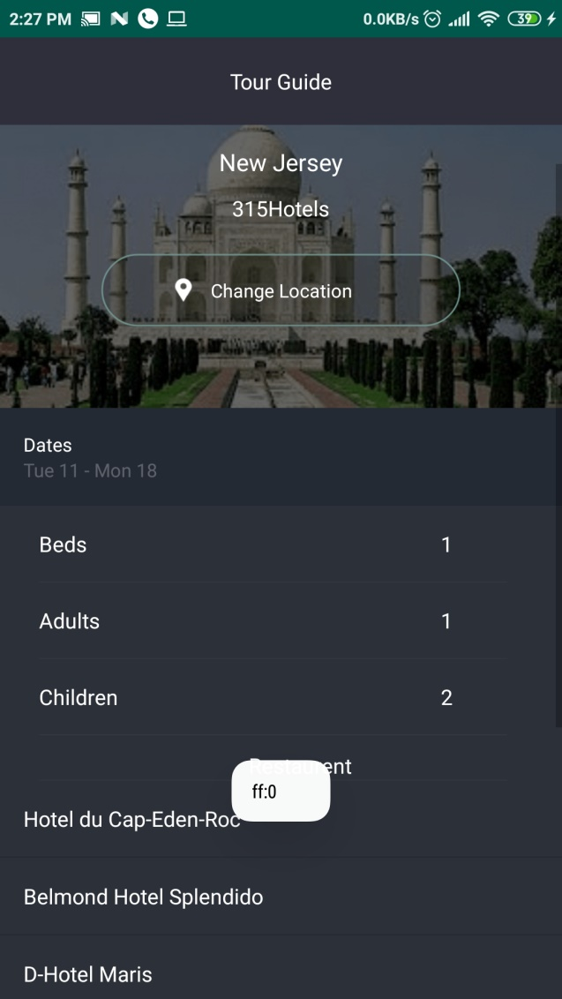 2:27 PM 0.0KB/s 39
Tour Guide
New Jersey
315Hotels
Change Location
Dates
Tue 11 - Mon 18
Beds 1
Adults 1
Children 2
Restaurent
ff:0
Hotel du Cap-Eden-Roc
Belmond Hotel Splendido
D-Hotel Maris